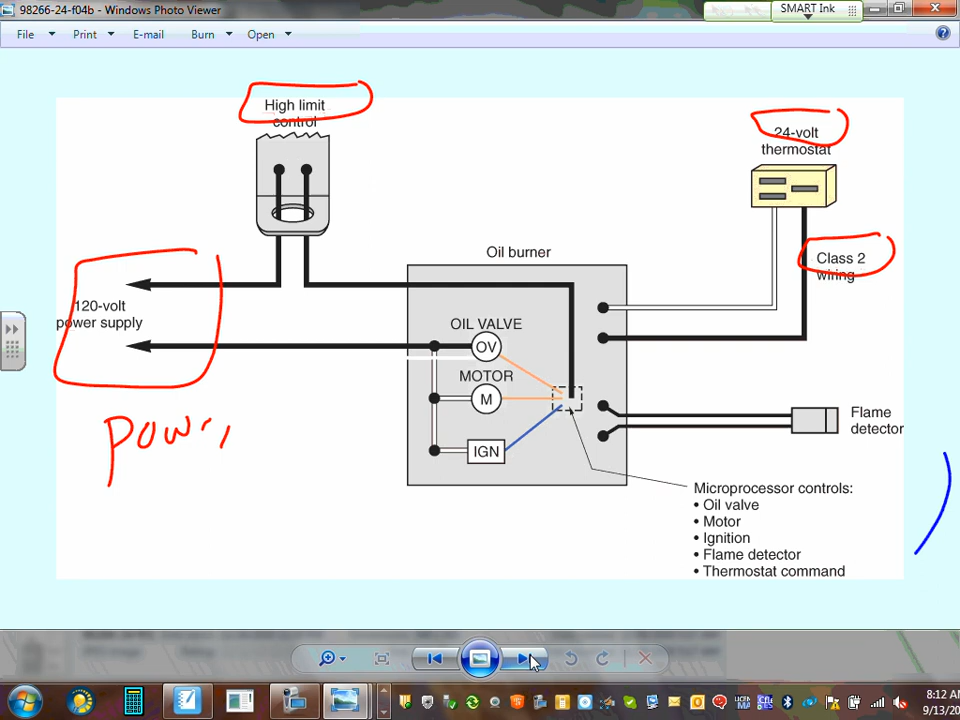 98266-24-f04b - Windows Photo Viewer
SMART Ink
File Print E-mail Burn Open
High limit
control
24-volt
thermostat
Class 2
wiring
Oil burner
120-volt
power supply
OIL VALVE
OV
MOTOR
M
IGN
Flame
detector
Power
Microprocessor controls:
• Oil valve
• Motor
• Ignition
• Flame detector
• Thermostat command
8:12 AM